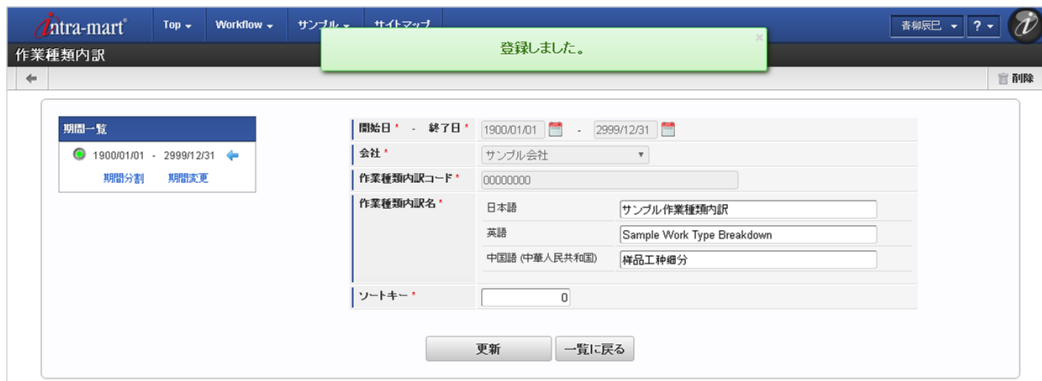 intra-mart Top Workflow サンプル サイトマップ 青柳辰巳 ?
登録しました。 ×
作業種類内訳
削除
期間一覧
1900/01/01 - 2999/12/31
期間分割 期間変更
開始日* - 終了日* 1900/01/01 - 2999/12/31
会社* サンプル会社
作業種類内訳コード* 00000000
作業種類内訳名* 日本語 サンプル作業種類内訳
英語 Sample Work Type Breakdown
中国語 (中華人民共和国) 样品工种细分
ソートキー* 0
更新 一覧に戻る